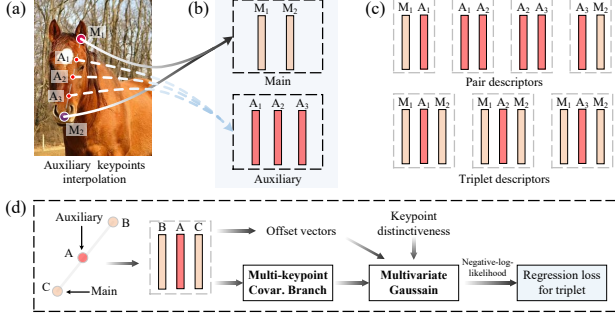 (a)
M₁
A₁
A₂
A₃
M₂
Auxiliary keypoints
interpolation
(b)
M₁ M₂
Main
A₁ A₂ A₃
Auxiliary
(c)
M₁ A₁ A₁ A₂ A₂ A₃ A₃ M₂
Pair descriptors
M₁ A₁ M₂ M₁ A₂ M₂ M₁ A₃ M₂
Triplet descriptors
(d)
Auxiliary
B
A
C
Main
B A C
Offset vectors
Keypoint
distinctiveness
Multi-keypoint
Covar. Branch
Multivariate
Gaussain
Negative-log-
likelihood
Regression loss
for triplet